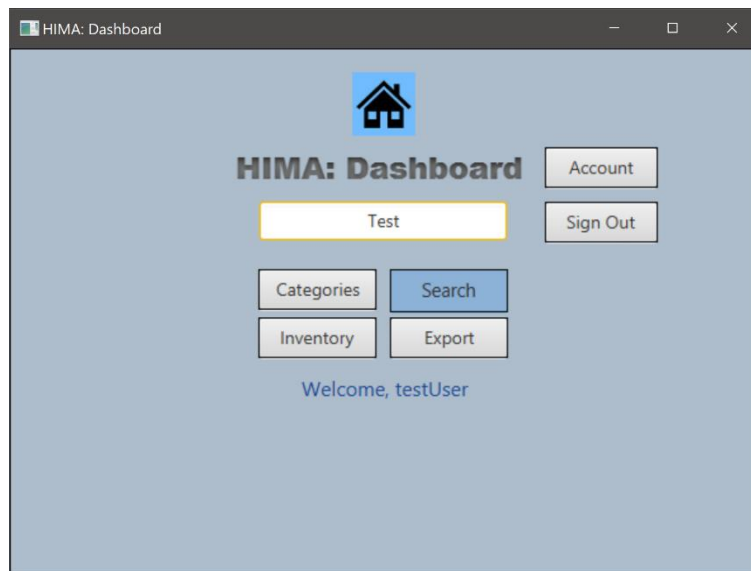 HIMA: Dashboard
HIMA: Dashboard
Account
Test
Sign Out
Categories
Search
Inventory
Export
Welcome, testUser